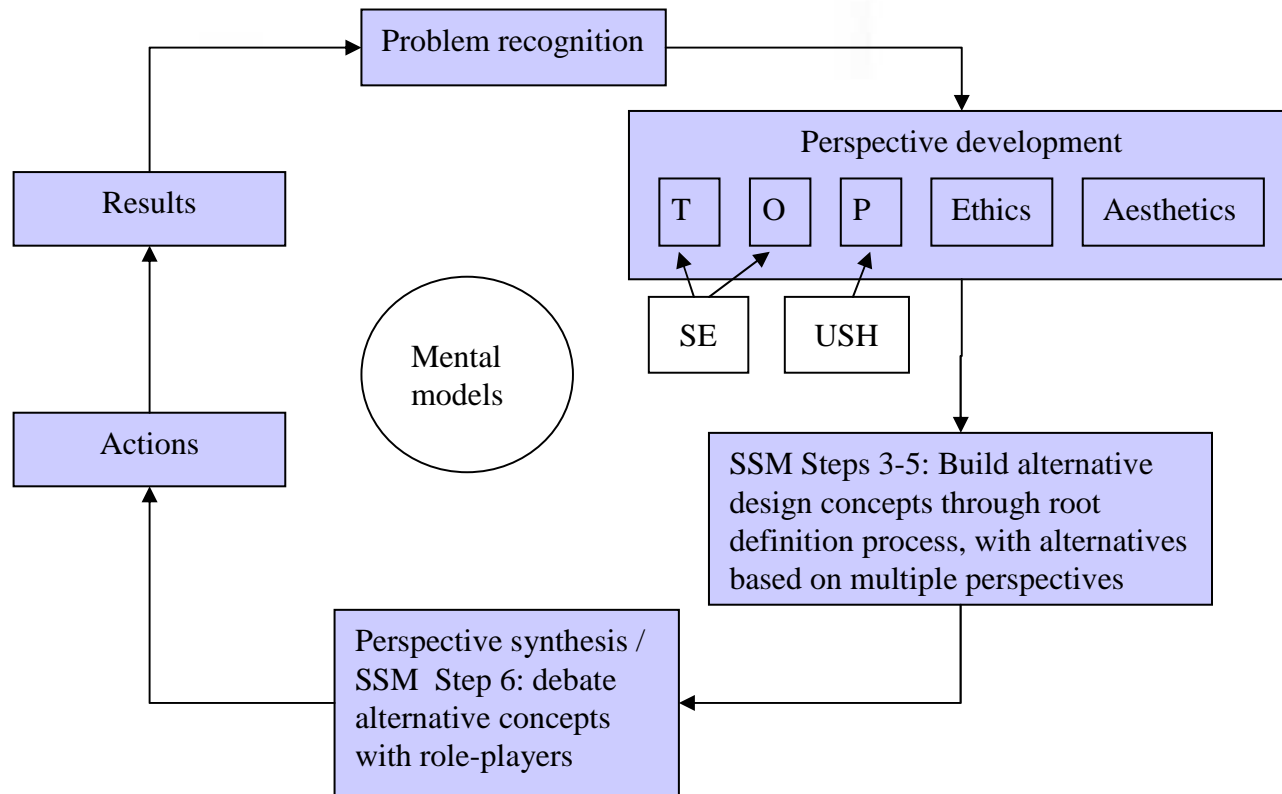 Problem recognition
Perspective development
T O P Ethics Aesthetics
SE USH
SSM Steps 3-5: Build alternative
design concepts through root
definition process, with alternatives
based on multiple perspectives
Perspective synthesis /
SSM Step 6: debate
alternative concepts
with role-players
Actions
Results
Mental
models